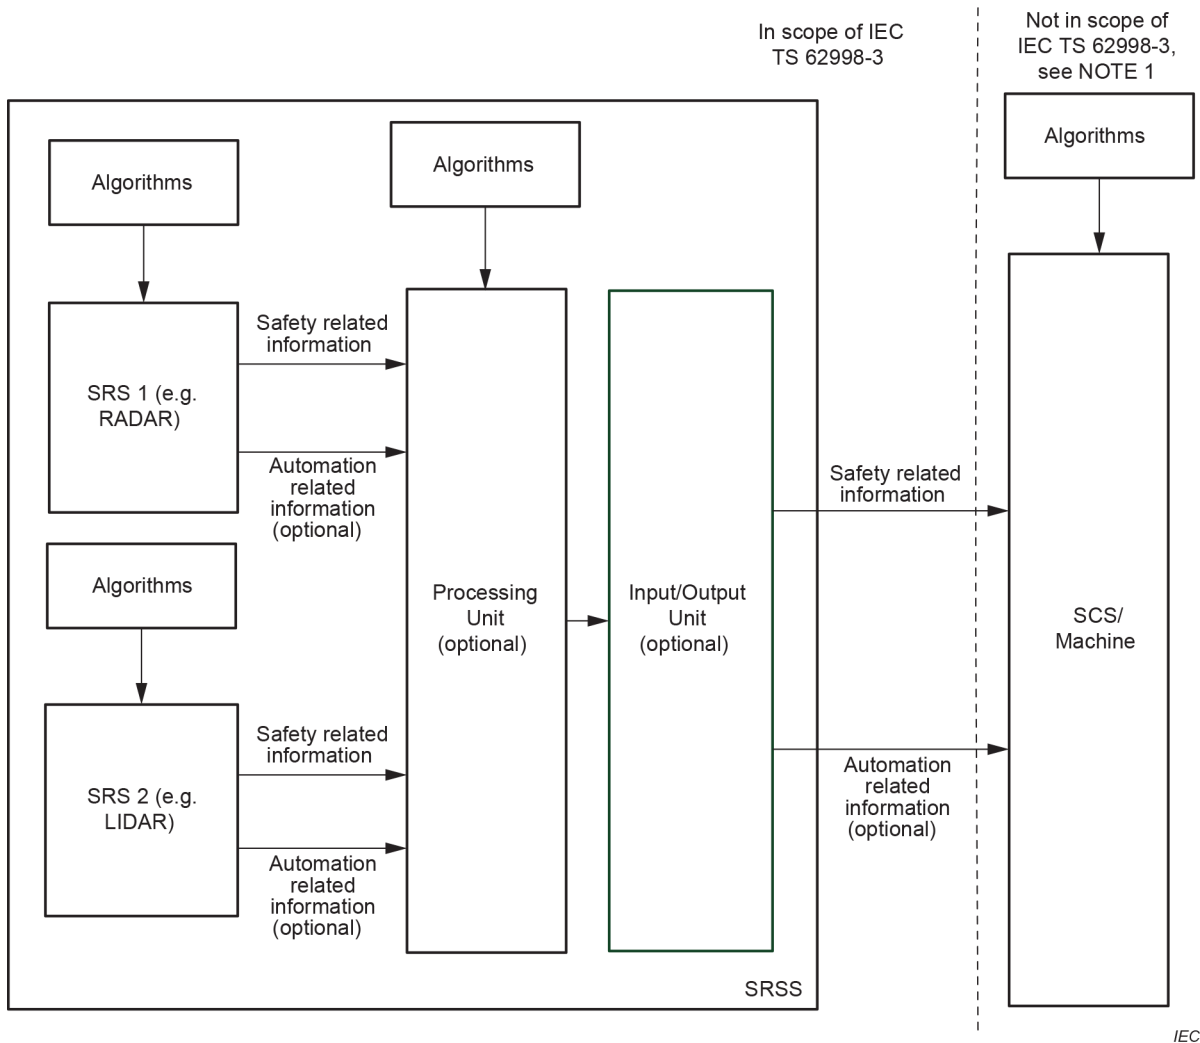 In scope of IEC
TS 62998-3
Not in scope of
IEC TS 62998-3,
see NOTE 1
Algorithms
Algorithms
Algorithms
Safety related
information
SRS 1 (e.g.
RADAR)
Automation
related
information
(optional)
Safety related
information
Algorithms
Processing
Unit
(optional)
Input/Output
Unit
(optional)
SCS/
Machine
Safety related
information
SRS 2 (e.g.
LIDAR)
Automation
related
information
(optional)
Automation
related
information
(optional)
SRSS
IEC